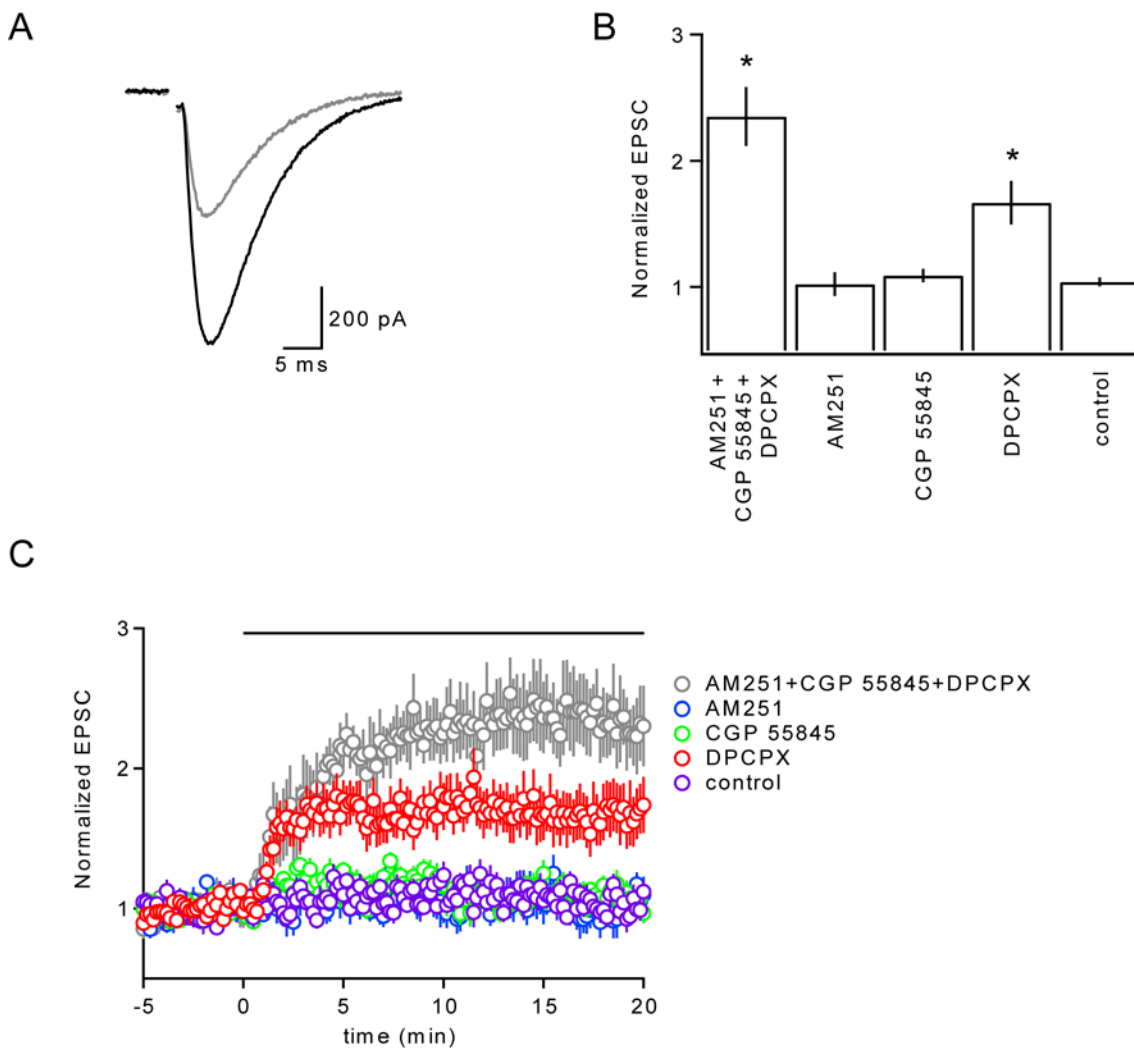 A
200 pA
5 ms
B
Normalized EPSC
3
2
1
*
*
AM251+
CGP 55845+
DPCPX
AM251
CGP 55845
DPCPX
control
C
Normalized EPSC
3
2
1
-5
0
5
10
15
20
time (min)
AM251+CGP 55845+DPCPX
AM251
CGP 55845
DPCPX
control